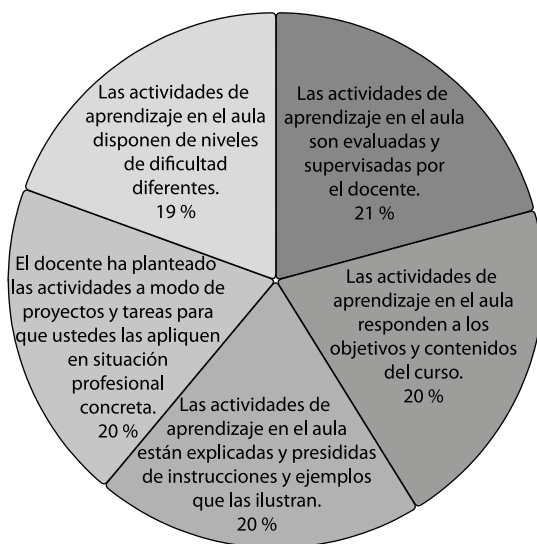 Las actividades de
aprendizaje en el aula
disponen de niveles
de dificultad
diferentes.
19 %
Las actividades de
aprendizaje en el aula
son evaluadas y
supervisadas por
el docente.
21 %
El docente ha planteado
las actividades a modo de
proyectos y tareas para
que ustedes las apliquen
en situación
profesional
concreta.
20 %
Las actividades de
aprendizaje en el aula
responden a los
objetivos y contenidos
del curso.
20 %
Las actividades de
aprendizaje en el aula
están explicadas y presididas
de instrucciones y ejemplos
que las ilustran.
20 %